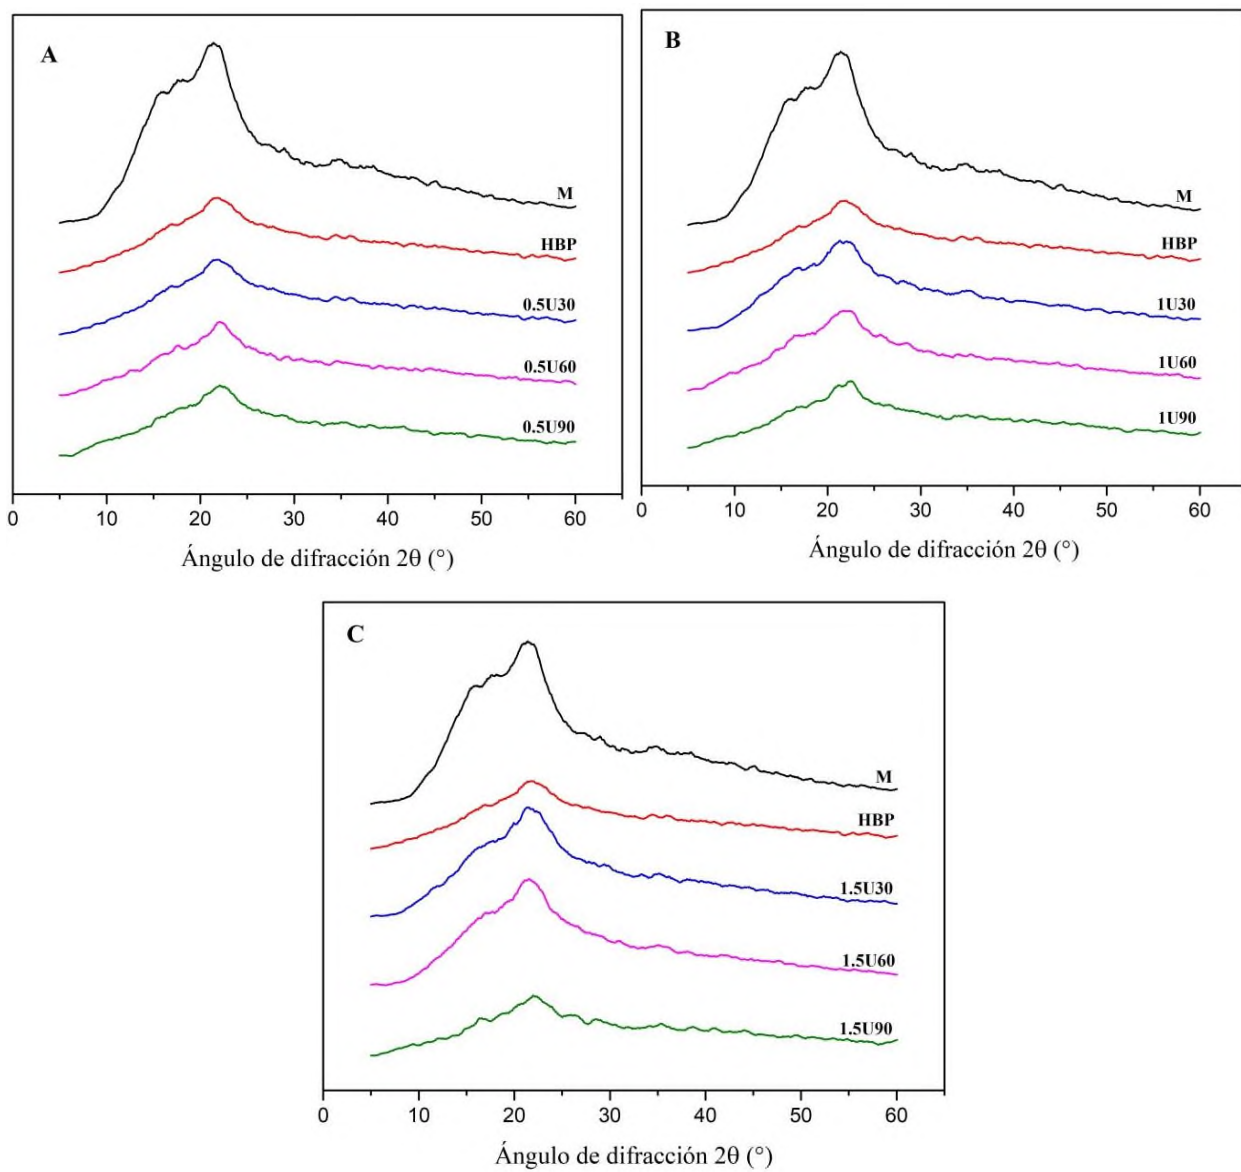 A
M
HBP
0.5U30
0.5U60
0.5U90
0 10 20 30 40 50 60
Ángulo de difracción 2θ (°)
B
M
HBP
1U30
1U60
1U90
0 10 20 30 40 50 60
Ángulo de difracción 2θ (°)
C
M
HBP
1.5U30
1.5U60
1.5U90
0 10 20 30 40 50 60
Ángulo de difracción 2θ (°)